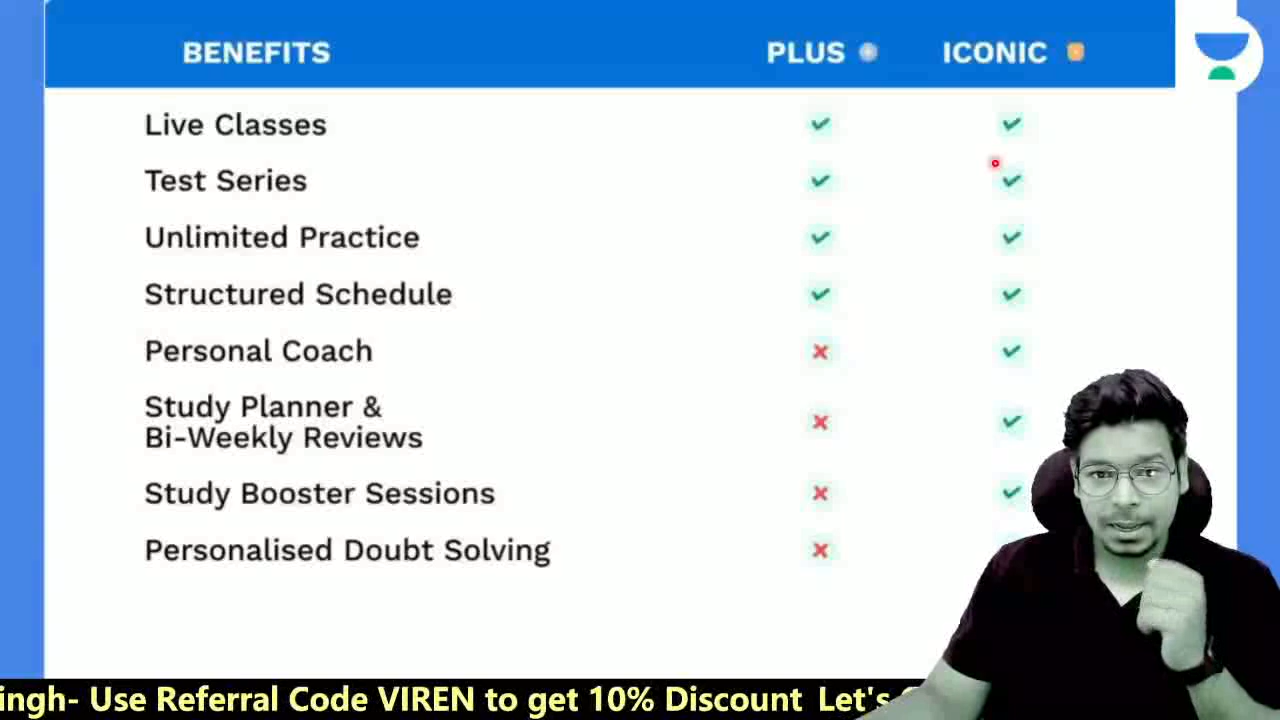 BENEFITS PLUS ICONIC
Live Classes
Test Series
Unlimited Practice
Structured Schedule
Personal Coach
Study Planner &
Bi-Weekly Reviews
Study Booster Sessions
Personalised Doubt Solving
ingh- Use Referral Code VIREN to get 10% Discount Let's